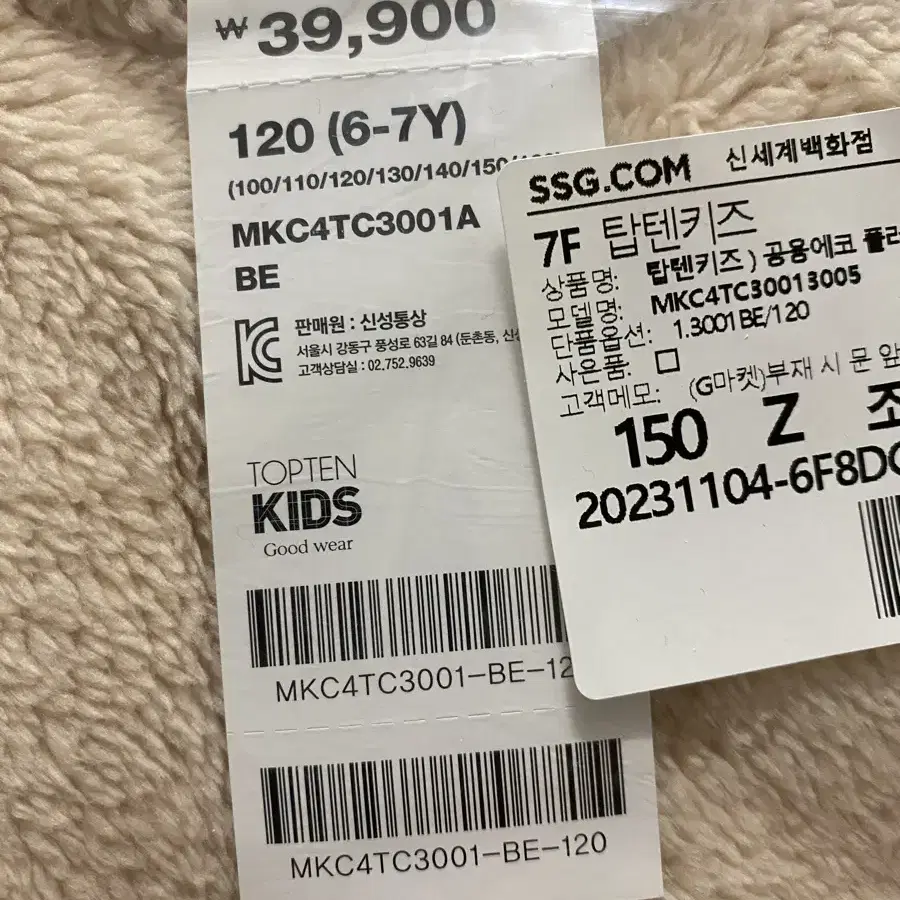 ₩39,900
120 (6-7Y)
(100/110/120/130/140/150/
MKC4TC3001A
BE
판매원 : 신성통상
서울시 강동구 풍성로 63길 84 (둔촌동,
고객상담실 : 02.752.9639
TOPTEN
KIDS
Good wear
MKC4TC3001-BE-12
MKC4TC3001-BE-120
SSG.COM 신세계백화점
7F 탑텐키즈
상품명: 탑텐키즈 ) 공용에코
모델명: MKC4TC30013005
단품옵션: 1.3001BE/120
사은품: □
고객메모: (G마켓)부재 시 문 앞
150 Z 조
20231104-6F8D